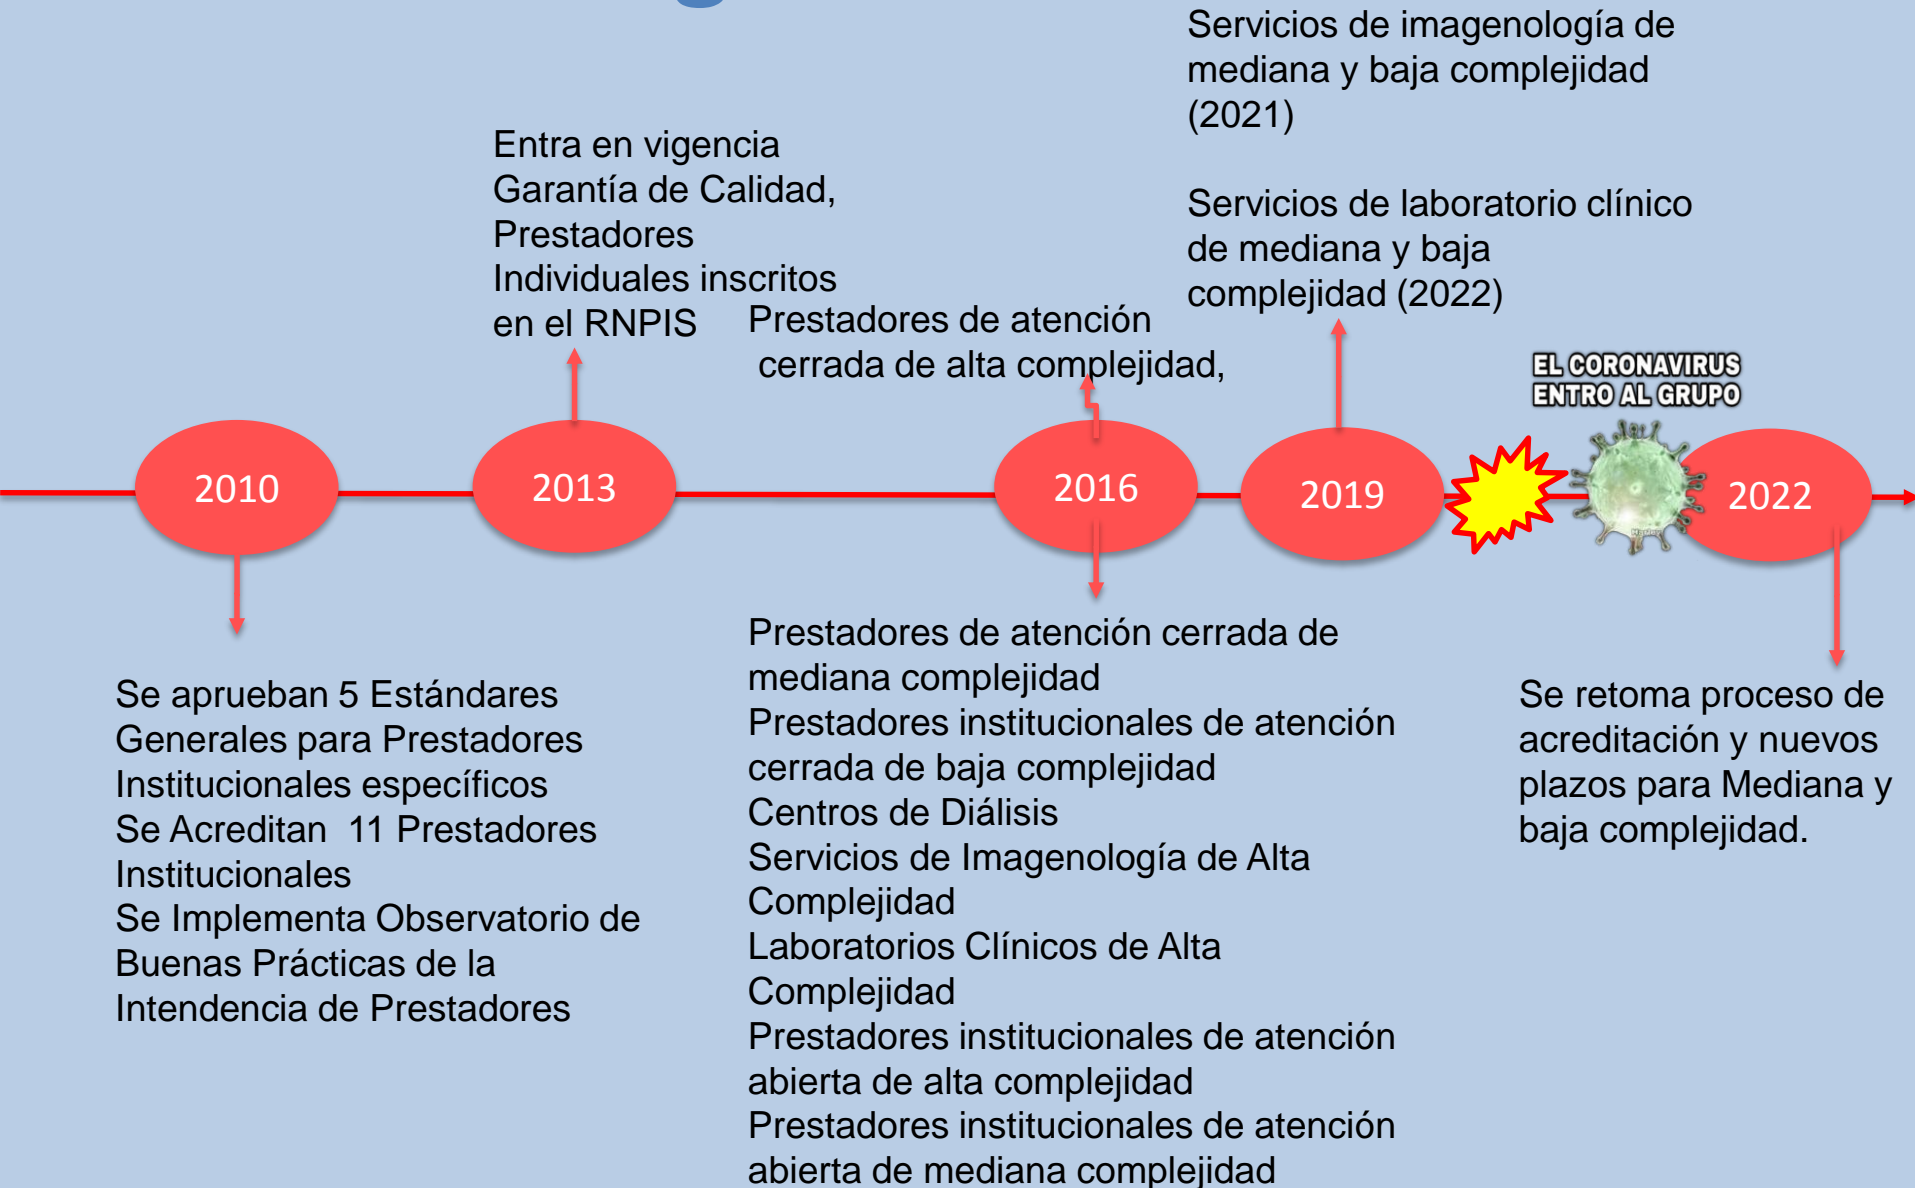 Servicios de imagenología de
mediana y baja complejidad
(2021)
Servicios de laboratorio clínico
de mediana y baja
complejidad (2022)
Entra en vigencia
Garantía de Calidad,
Prestadores
Individuales inscritos
en el RNPIS
Prestadores de atención
cerrada de alta complejidad,
EL CORONAVIRUS
ENTRO AL GRUPO
2010
2013
2016
2019
2022
Se aprueban 5 Estándares
Generales para Prestadores
Institucionales específicos
Se Acreditan 11 Prestadores
Institucionales
Se Implementa Observatorio de
Buenas Prácticas de la
Intendencia de Prestadores
Prestadores de atención cerrada de
mediana complejidad
Prestadores institucionales de atención
cerrada de baja complejidad
Centros de Diálisis
Servicios de Imagenología de Alta
Complejidad
Laboratorios Clínicos de Alta
Complejidad
Prestadores institucionales de atención
abierta de alta complejidad
Prestadores institucionales de atención
abierta de mediana complejidad
Se retoma proceso de
acreditación y nuevos
plazos para Mediana y
baja complejidad.